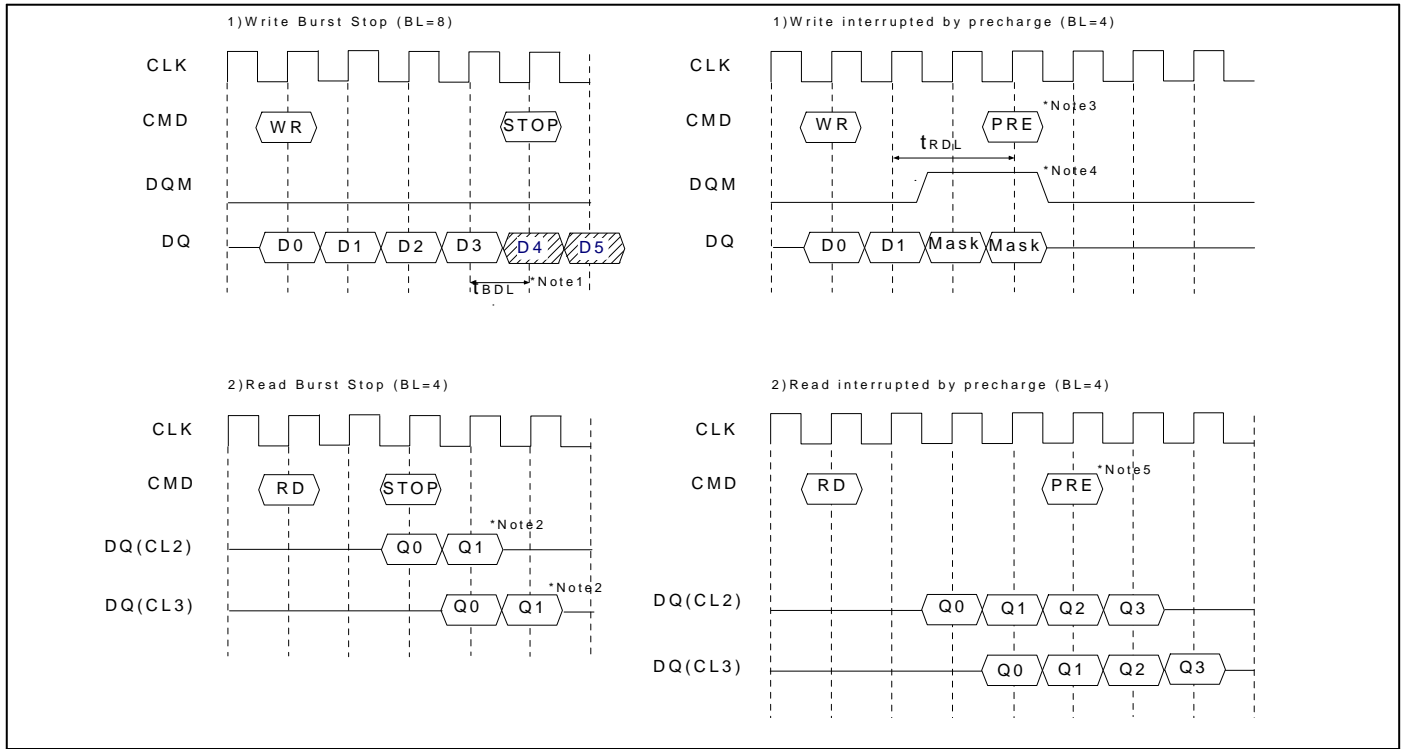 1)Write Burst Stop (BL=8)
CLK
CMD WR STOP
DQM
DQ D0 D1 D2 D3 D4 D5
tBDL *Note1
1)Write interrupted by precharge (BL=4)
CLK
CMD WR PRE *Note3
tRDL
DQM *Note4
DQ D0 D1 Mask Mask
2)Read Burst Stop (BL=4)
CLK
CMD RD STOP
DQ(CL2) Q0 Q1 *Note2
DQ(CL3) Q0 Q1 *Note2
2)Read interrupted by precharge (BL=4)
CLK
CMD RD PRE *Note5
DQ(CL2) Q0 Q1 Q2 Q3
DQ(CL3) Q0 Q1 Q2 Q3